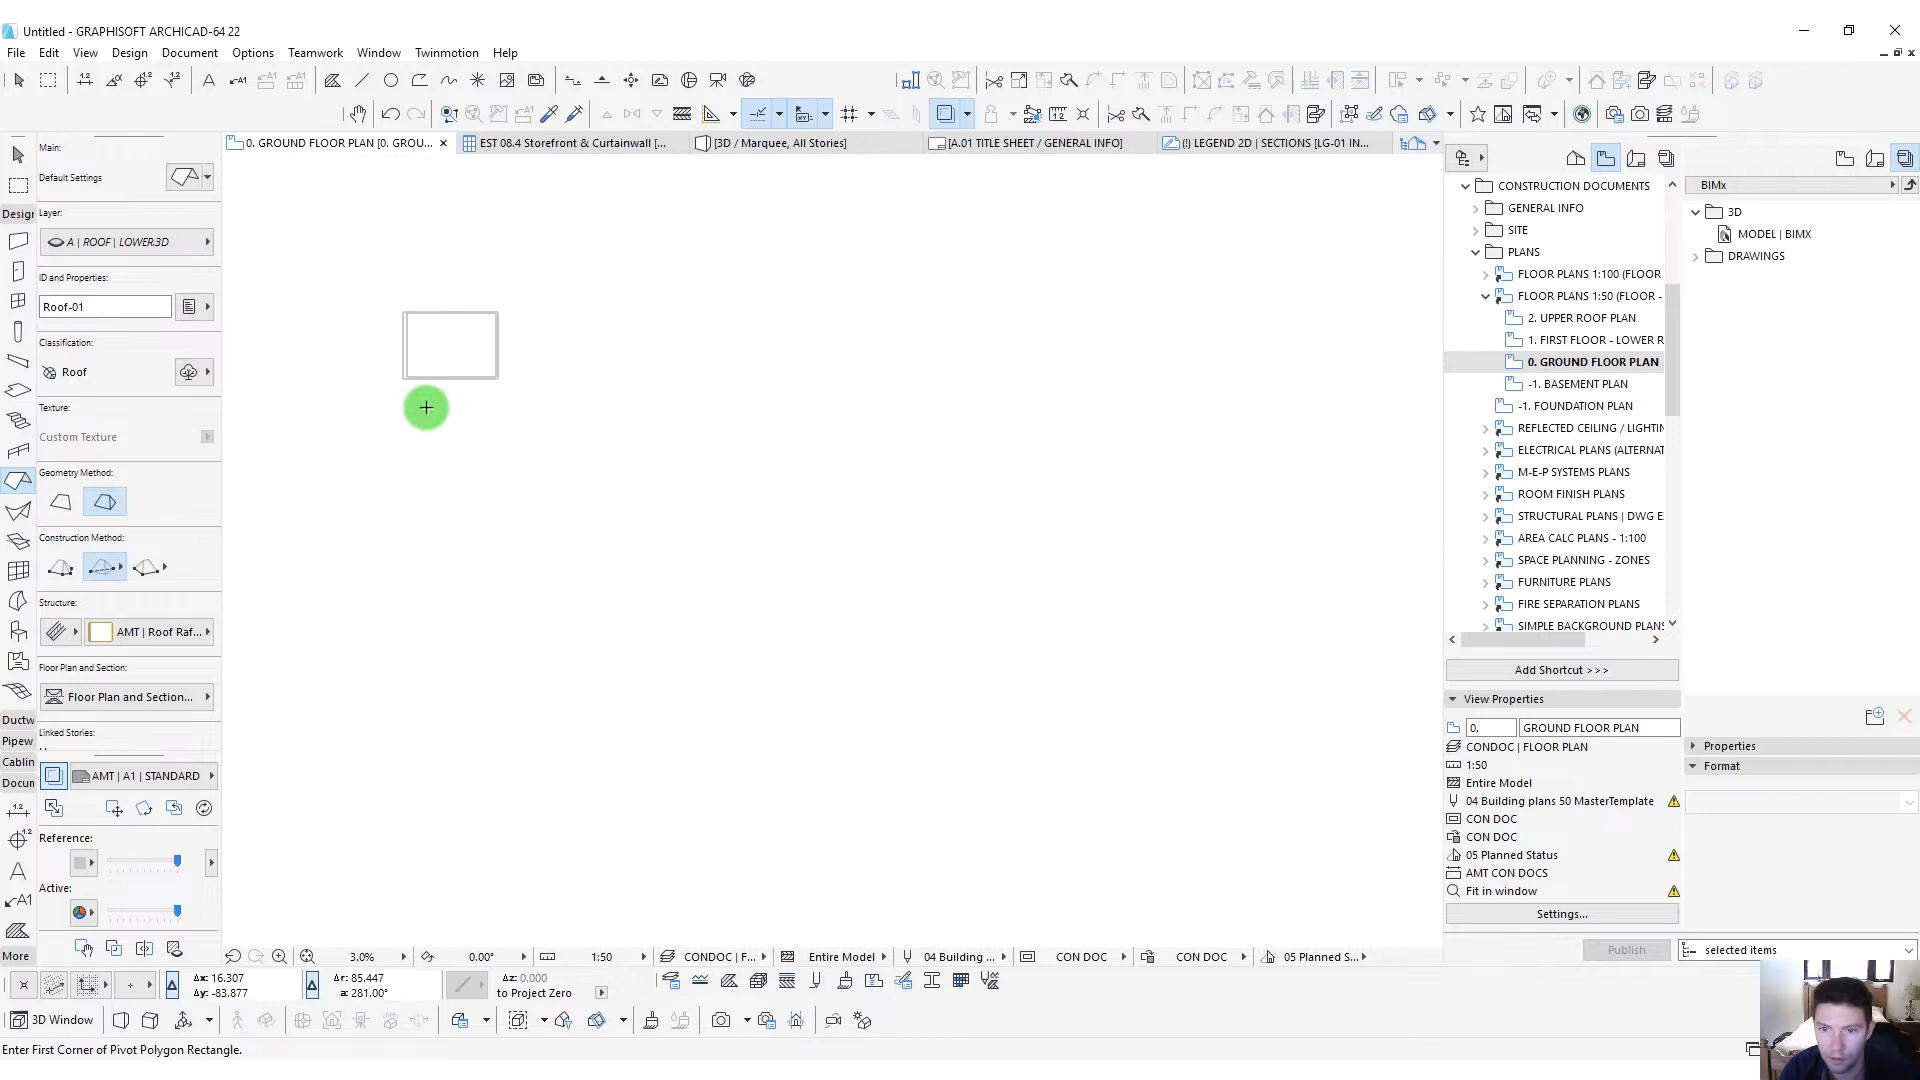 Untitled - GRAPHISOFT ARCHICAD-64 22
File Edit View Design Document Options Teamwork Window Twinmotion Help
0. GROUND FLOOR PLAN [0. GROU...
EST 08.4 Storefront & Curtainwall [...
[3D / Marquee, All Stories]
[A.01 TITLE SHEET / GENERAL INFO]
(!) LEGEND 2D | SECTIONS [LG-01 IN...
Main:
Default Settings
Layer:
A | ROOF | LOWER.3D
ID and Properties:
Roof-01
Classification:
Roof
Texture:
Custom Texture
Geometry Method:
Construction Method:
Structure:
AMT | Roof Raf...
Floor Plan and Section:
Floor Plan and Section...
Linked Stories:
AMT | A1 | STANDARD
Reference:
Active:
Desigr
Ductw
Pipew
Cablin
Docun
More
CONSTRUCTION DOCUMENTS
GENERAL INFO
SITE
PLANS
FLOOR PLANS 1:100 (FLOOR
FLOOR PLANS 1:50 (FLOOR -
2. UPPER ROOF PLAN
1. FIRST FLOOR - LOWER R
0. GROUND FLOOR PLAN
-1. BASEMENT PLAN
-1. FOUNDATION PLAN
REFLECTED CEILING / LIGHTIN
ELECTRICAL PLANS (ALTERNAT
M-E-P SYSTEMS PLANS
ROOM FINISH PLANS
STRUCTURAL PLANS | DWG E
AREA CALC PLANS - 1:100
SPACE PLANNING - ZONES
FURNITURE PLANS
FIRE SEPARATION PLANS
SIMPLE BACKGROUND PLANS
Add Shortcut >>>
View Properties
0. GROUND FLOOR PLAN
CONDOC | FLOOR PLAN
1:50
Entire Model
04 Building plans 50 MasterTemplate
CON DOC
CON DOC
05 Planned Status
AMT CON DOCS
Fit in window
Settings...
BIMx
3D
MODEL | BIMX
DRAWINGS
Properties
Format
Publish
selected items
3.0% 0.00° 1:50 CONDOC | F... Entire Model 04 Building ... CON DOC CON DOC 05 Planned S...
Δx: 16.307
Δy: -83.877
Δr: 85.447
a: 281.00°
Δz: 0.000
to Project Zero
3D Window
Enter First Corner of Pivot Polygon Rectangle.